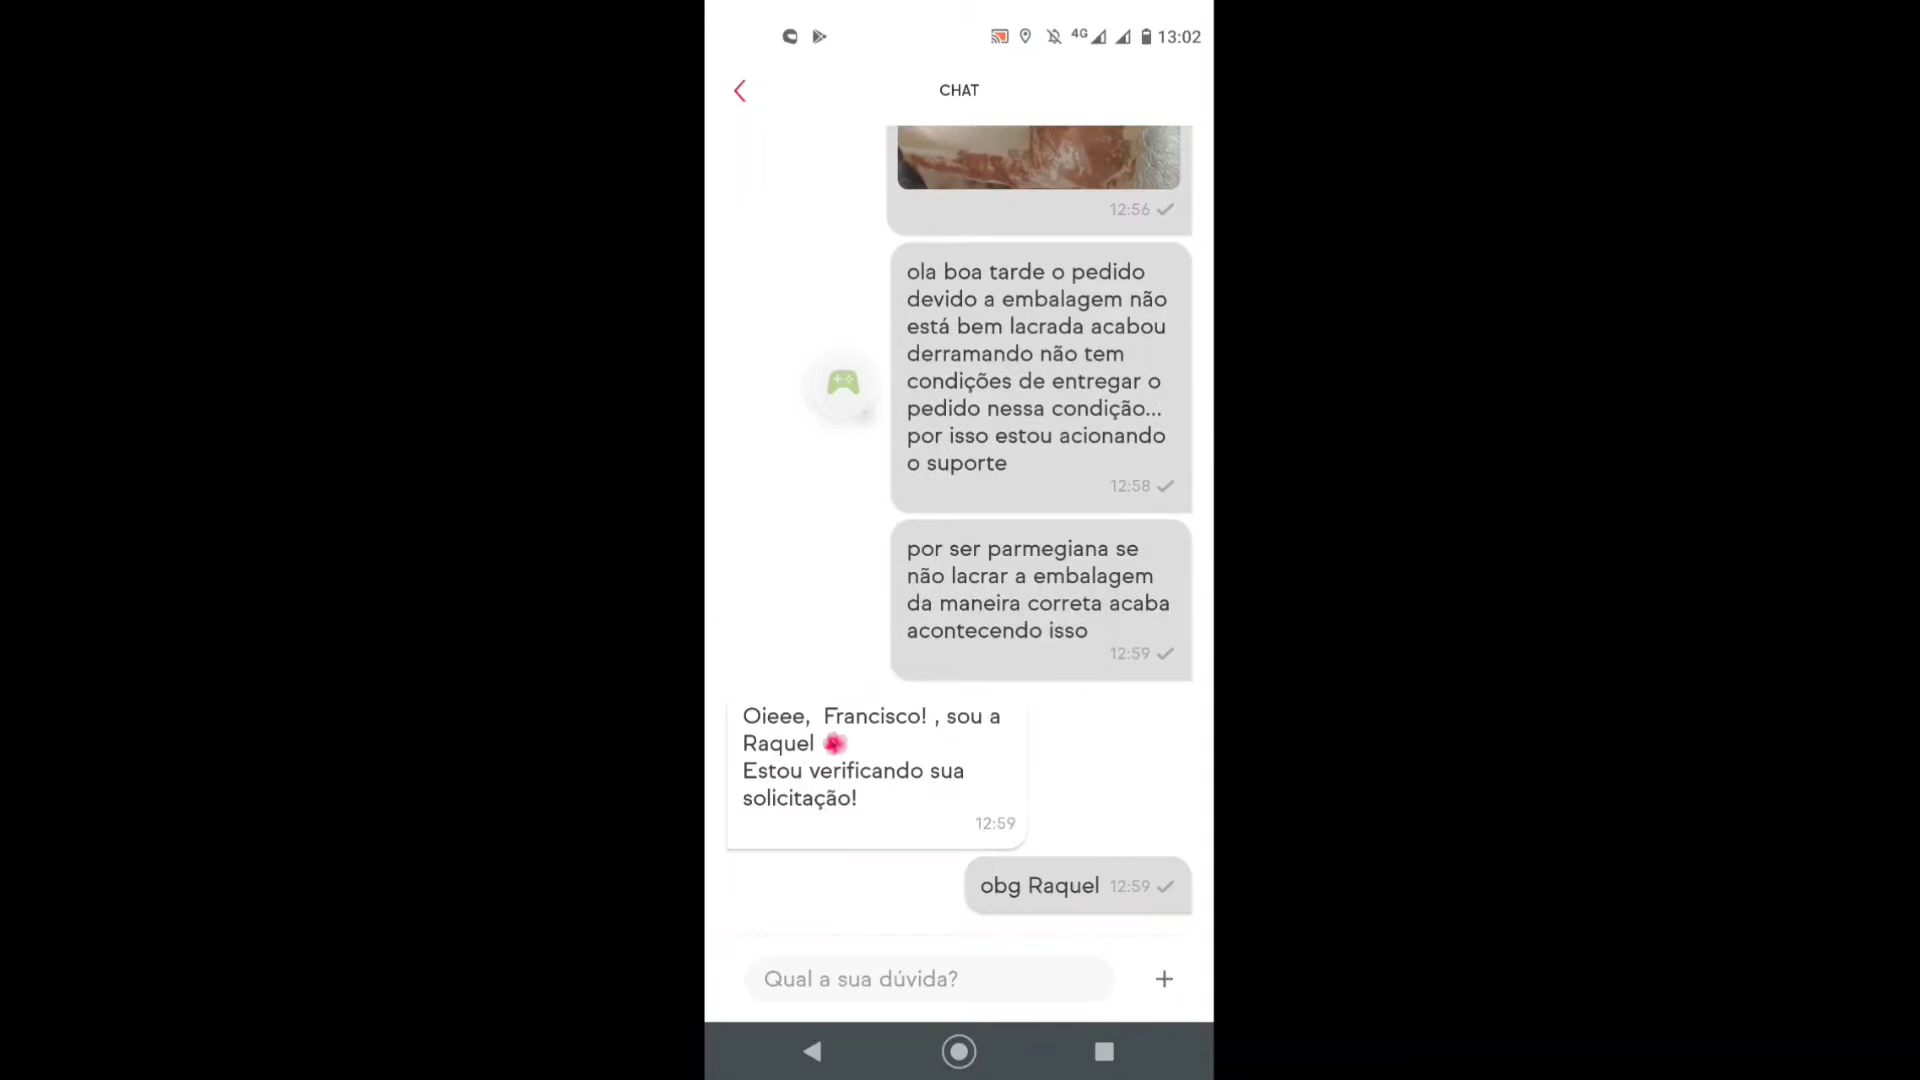 4G 13:02
CHAT
12:56
ola boa tarde o pedido
devido a embalagem não
está bem lacrada acabou
derramando não tem
condições de entregar o
pedido nessa condição...
por isso estou acionando
o suporte
12:58
por ser parmegiana se
não lacrar a embalagem
da maneira correta acaba
acontecendo isso
12:59
Oieee,  Francisco! , sou a
Raquel 🌺
Estou verificando sua
solicitação!
12:59
obg Raquel 12:59
Qual a sua dúvida?